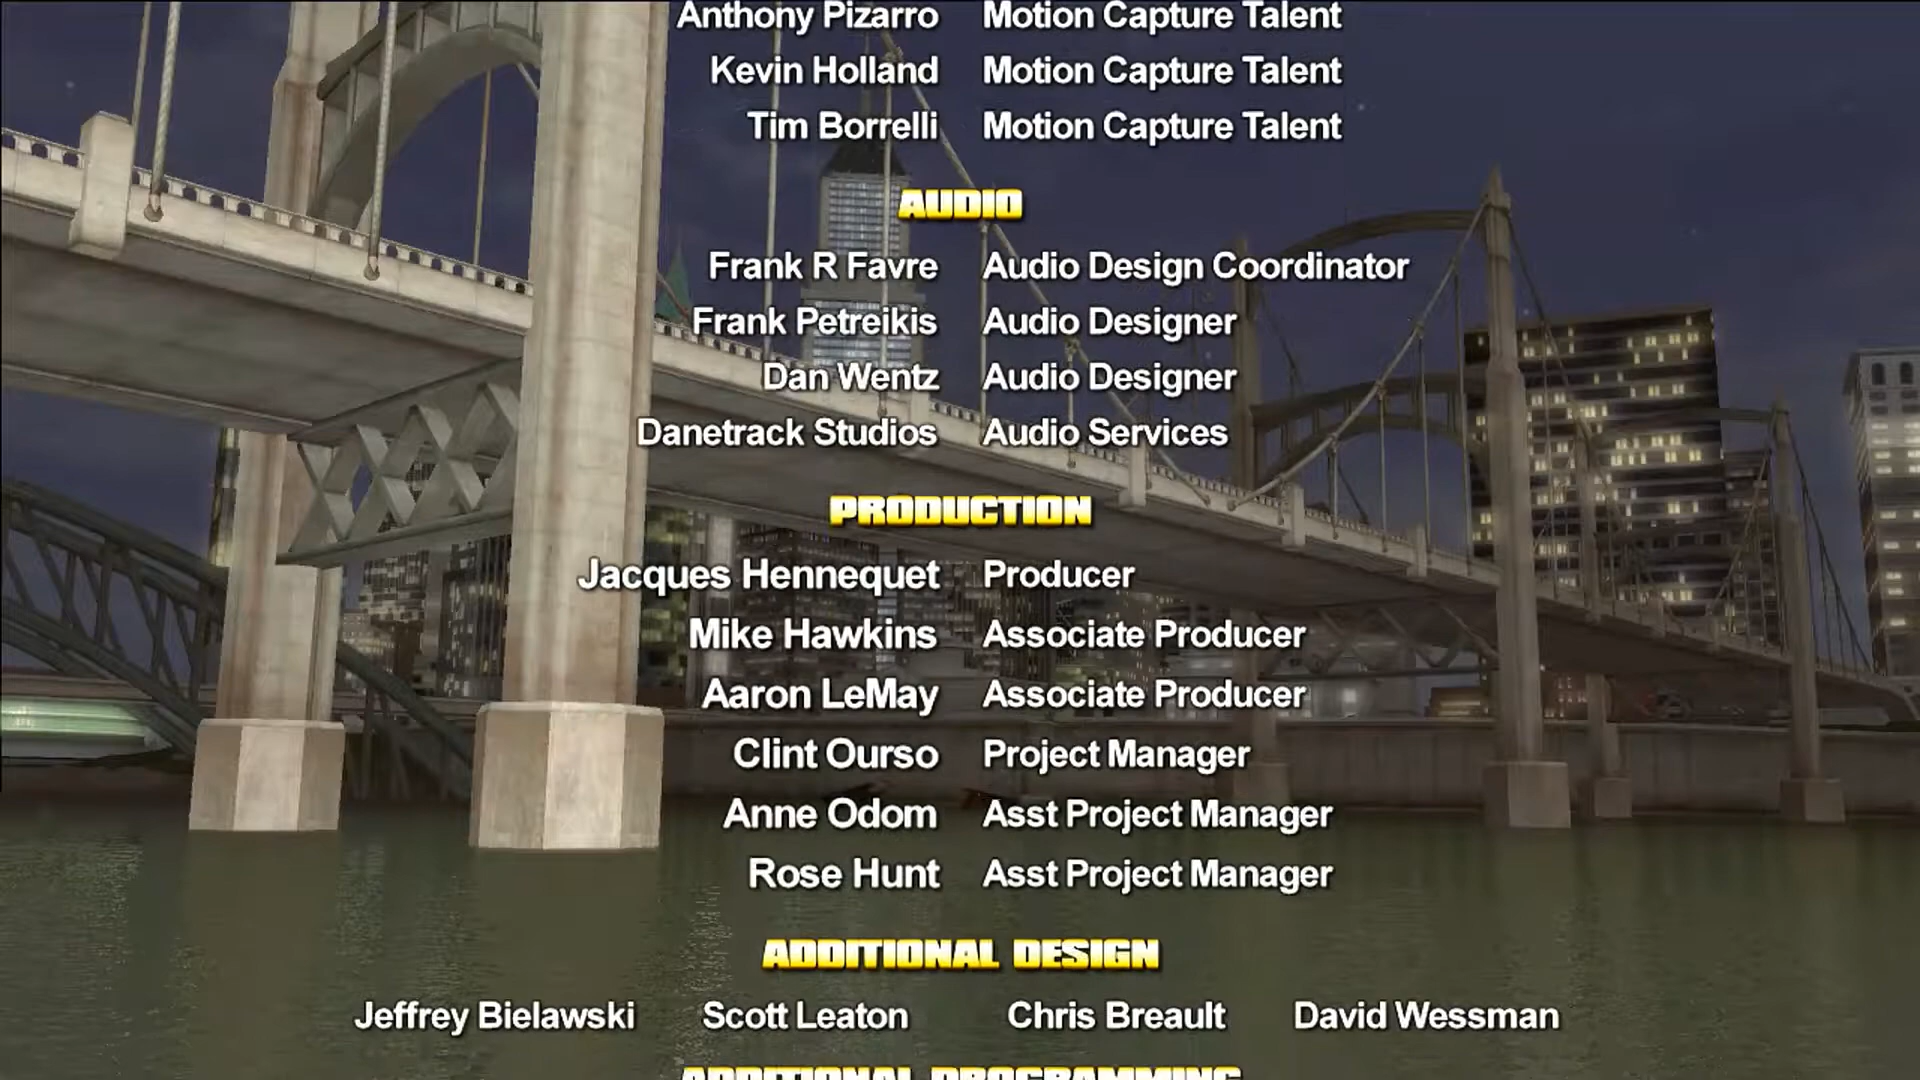 Anthony Pizarro Motion Capture Talent
Kevin Holland Motion Capture Talent
Tim Borrelli Motion Capture Talent
AUDIO
Frank R Favre Audio Design Coordinator
Frank Petreikis Audio Designer
Dan Wentz Audio Designer
Danetrack Studios Audio Services
PRODUCTION
Jacques Hennequet Producer
Mike Hawkins Associate Producer
Aaron LeMay Associate Producer
Clint Ourso Project Manager
Anne Odom Asst Project Manager
Rose Hunt Asst Project Manager
ADDITIONAL DESIGN
Jeffrey Bielawski Scott Leaton Chris Breault David Wessman
ADDITIONAL PROGRAMMING